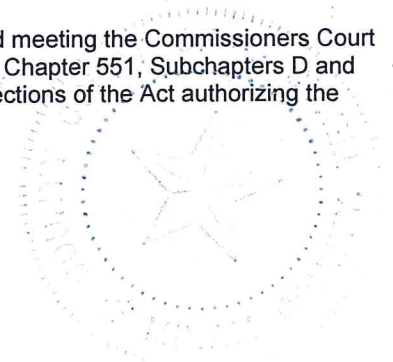 meeting the Commissioners Court
Chapter 551, Subchapters D and
ections of the Act authorizing the